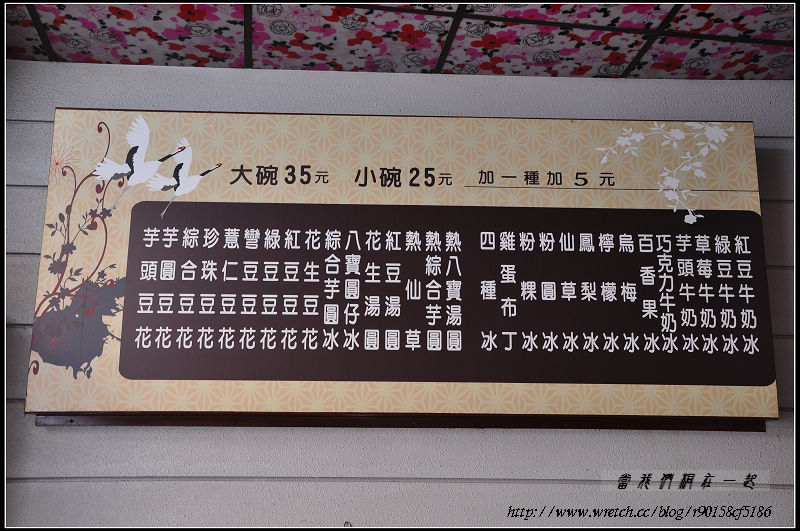 大碗 35元 小碗 25元 加一種加 5 元
紅豆牛奶冰
綠豆牛奶冰
草莓牛奶冰
芋頭牛奶冰
巧克力牛奶冰
百香果冰
烏梅冰
檸檬冰
鳳梨冰
仙草冰
粉圓冰
粉粿冰
雞蛋布丁
四種冰
熱八寶湯圓
熱綜合芋圓
熱仙草
紅豆湯圓
花生湯圓
八寶圓仔冰
綜合芋圓冰
花生豆花
紅豆豆花
綠豆豆花
彎豆豆花
薏仁豆花
珍珠豆花
綜合豆花
芋圓豆花
芋頭豆花
當我們相在一起
http://www.wretch.cc/blog/r90158cf5186